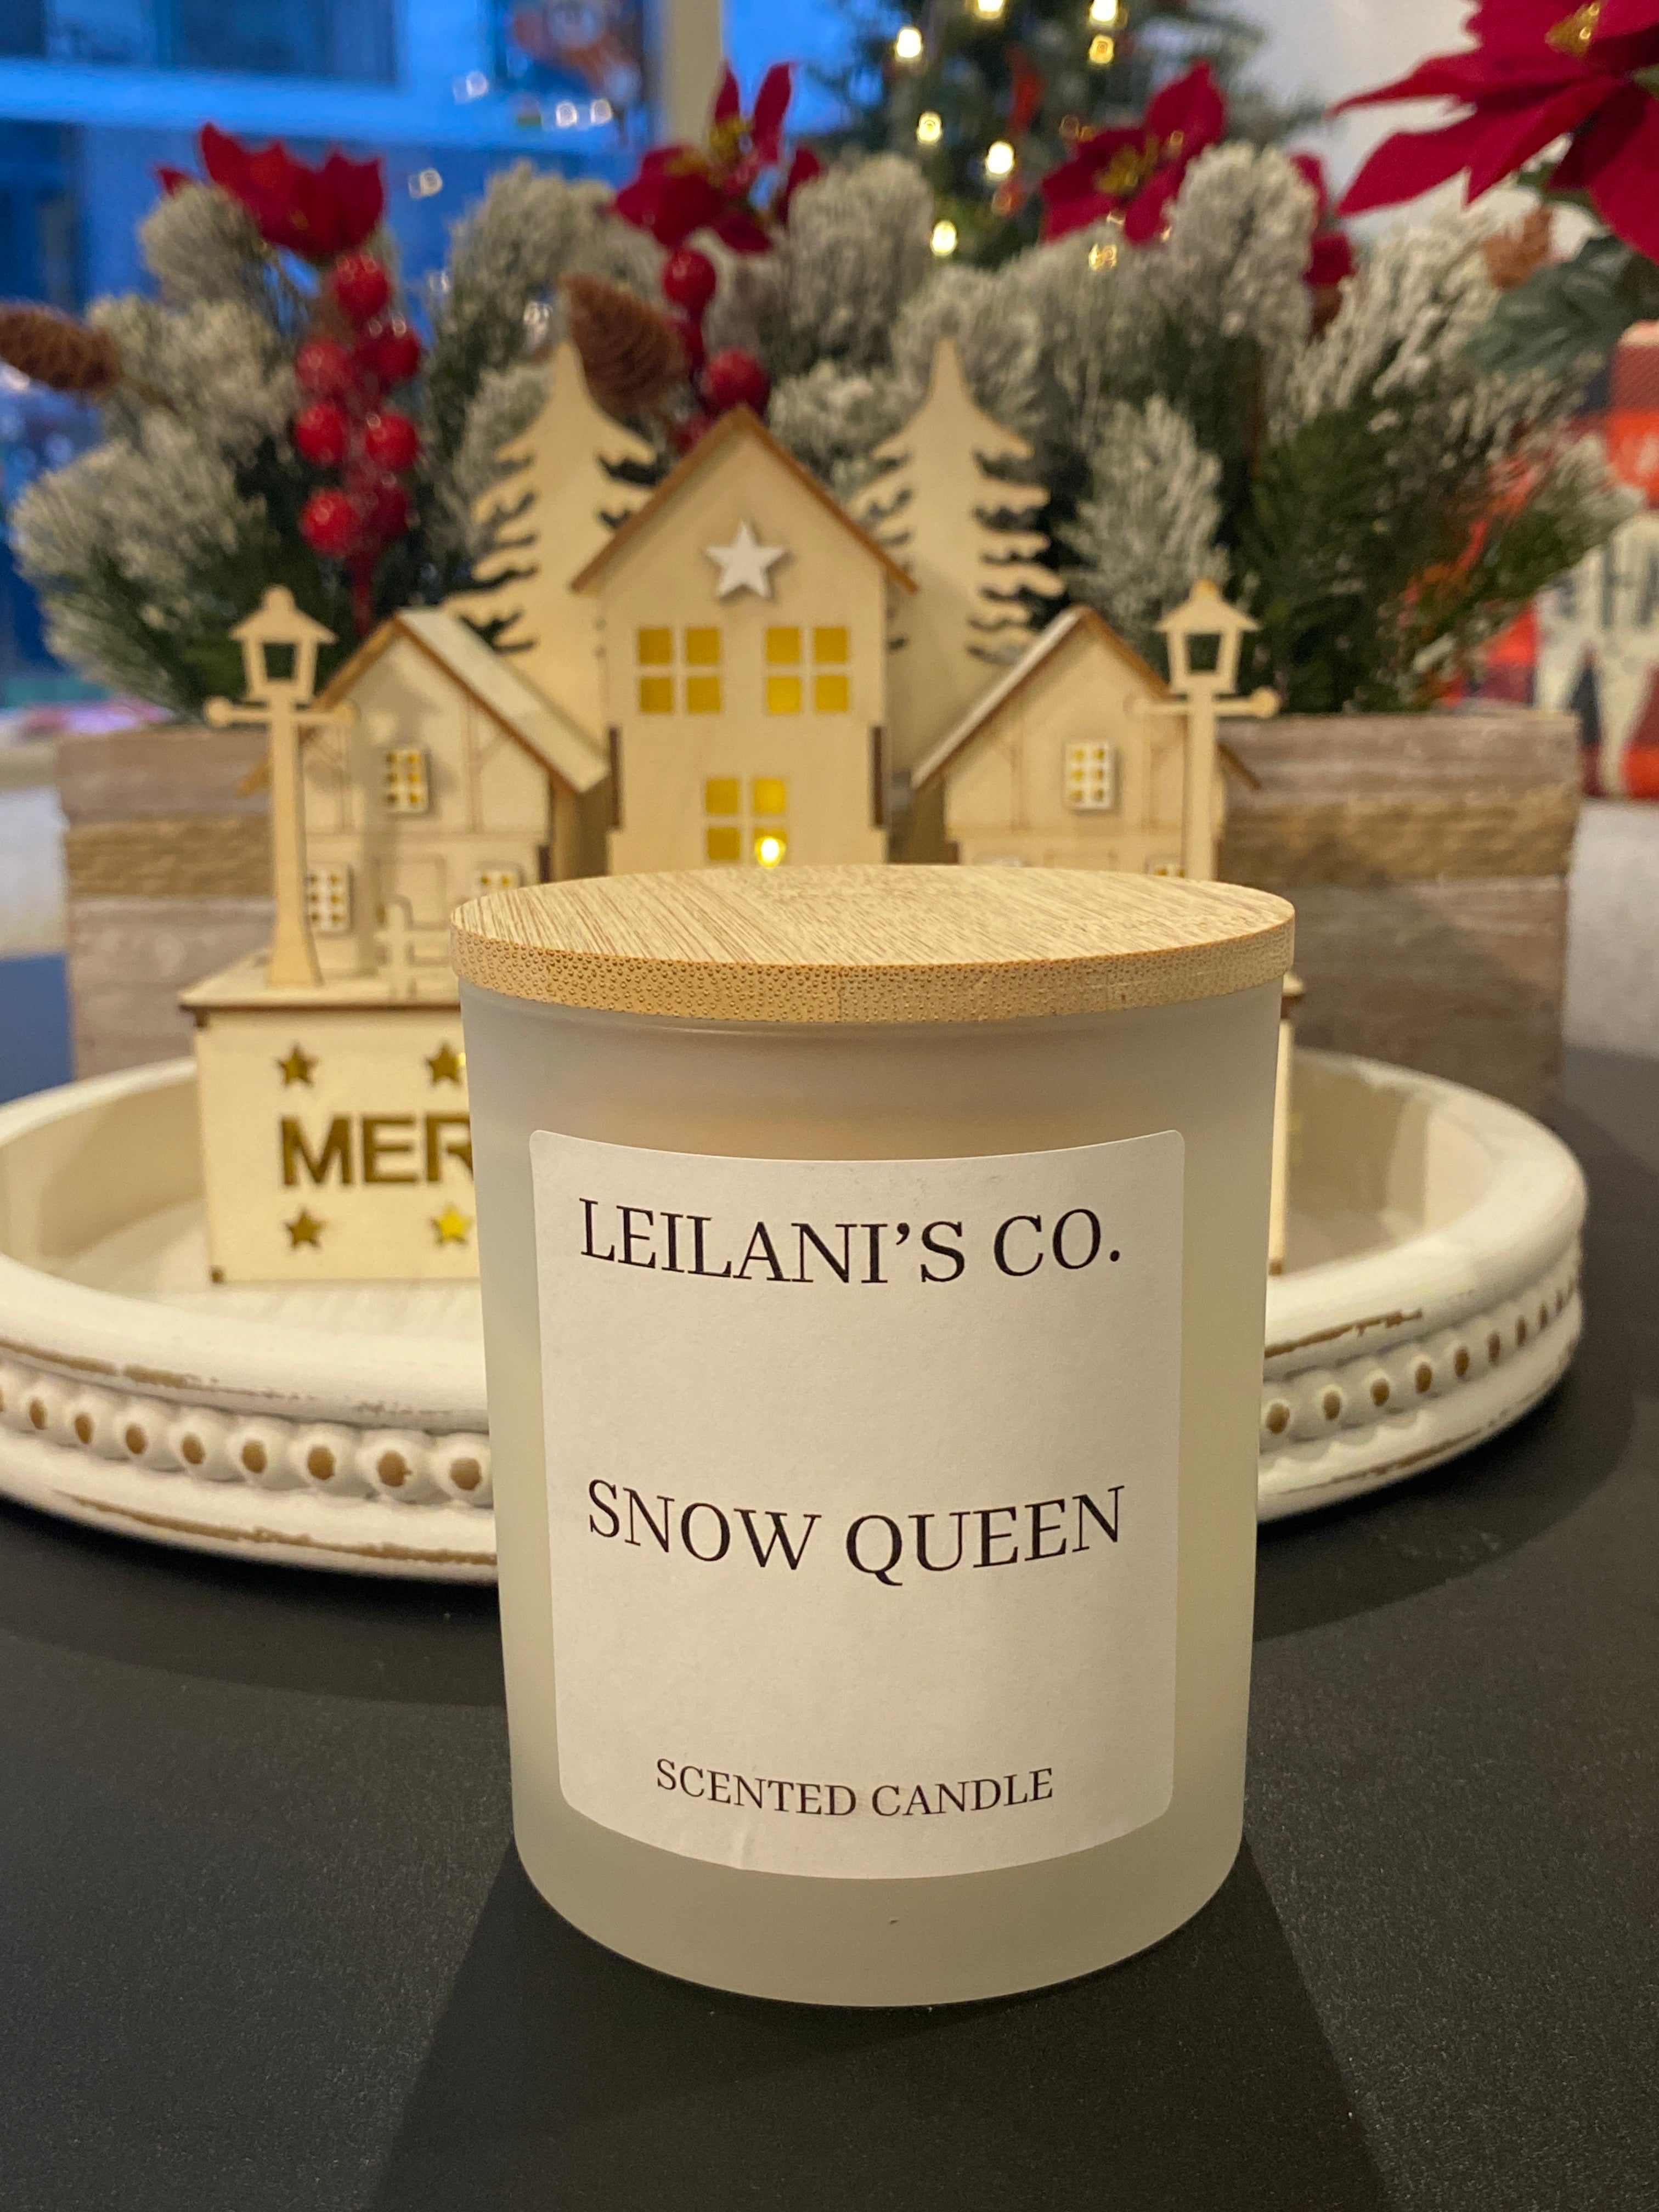 MER
LEILANI'S CO.
SNOW QUEEN
SCENTED CANDLE